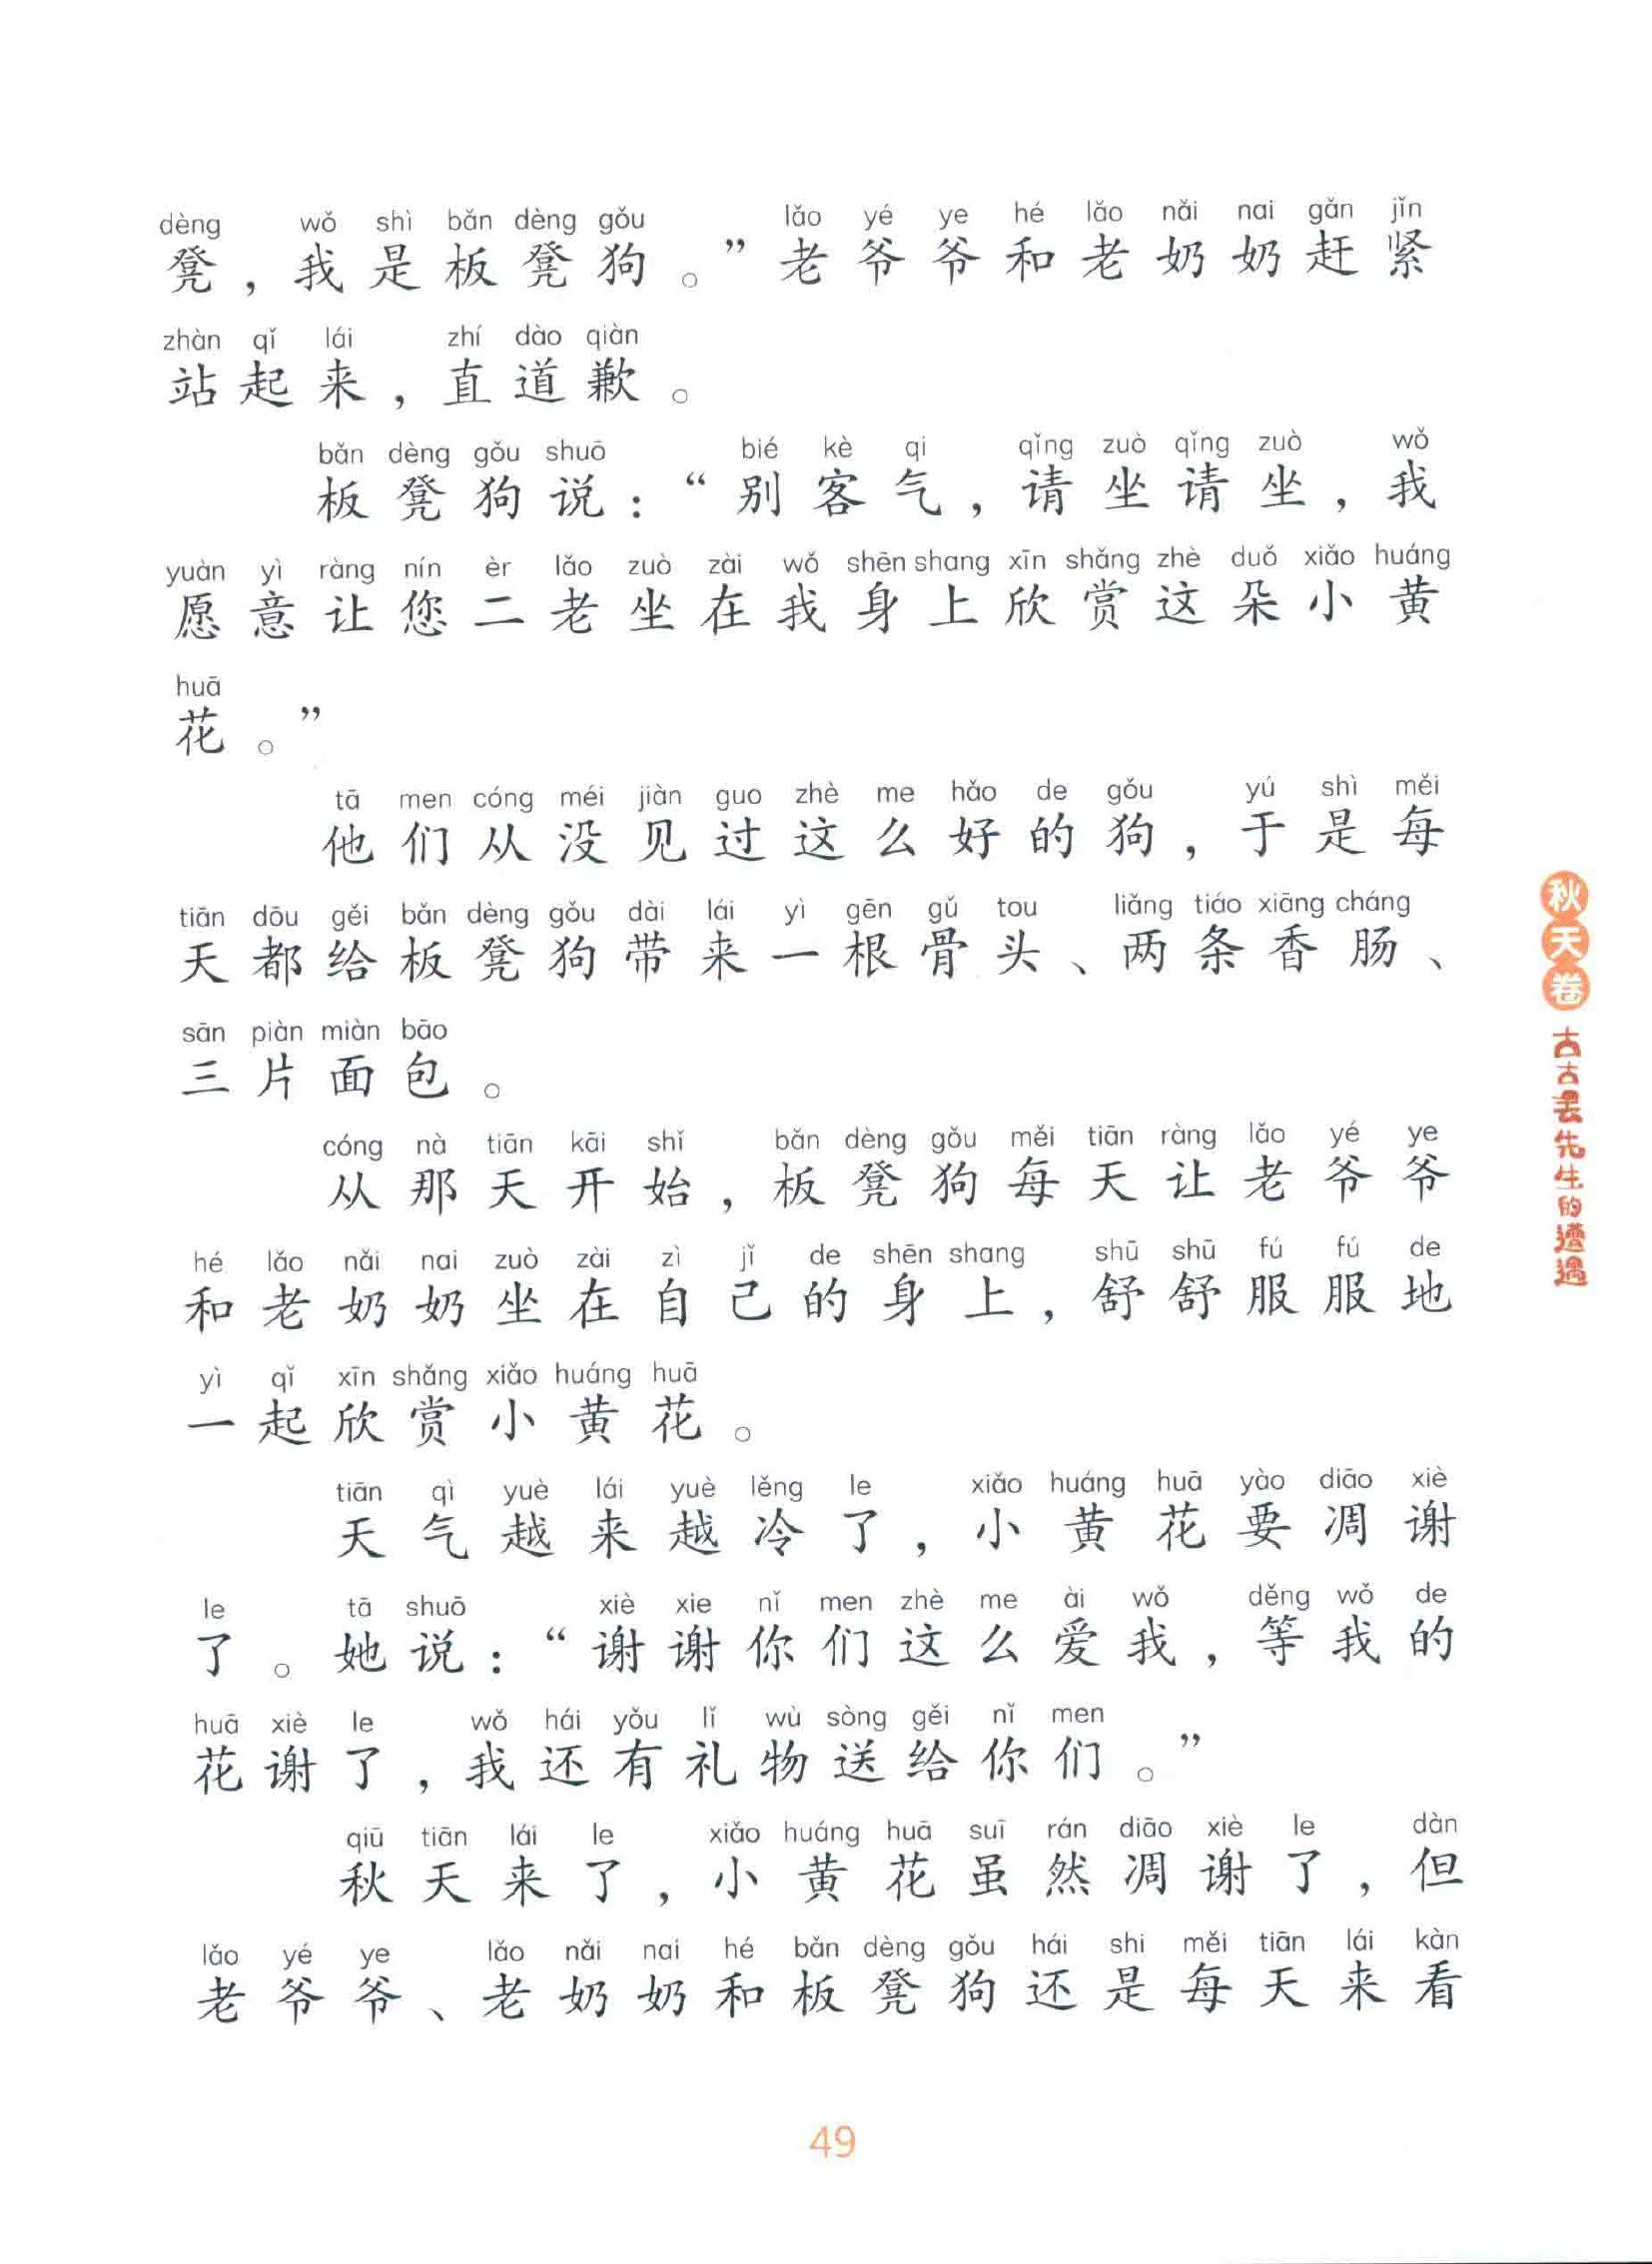 dèng wǒ shì bǎn dèng gǒu lǎo yé ye hé lǎo nǎi nai gǎn jǐn
凳，我是板凳狗。”老爷爷和老奶奶赶紧
zhàn qǐ lái zhí dào qiàn
站起来，直道歉。
bǎn dèng gǒu shuō bié kè qi qǐng zuò qǐng zuò wǒ
板凳狗说：“别客气，请坐请坐，我
yuàn yì ràng nín èr lǎo zuò zài wǒ shēn shang xīn shǎng zhè duǒ xiǎo huáng
愿意让您二老坐在我身上欣赏这朵小黄
huā
花。”
tā men cóng méi jiàn guo zhè me hǎo de gǒu yú shì měi
他们从没见过这么好的狗，于是每
tiān dōu gěi bǎn dèng gǒu dài lái yì gēn gǔ tou liǎng tiáo xiāng cháng
天都给板凳狗带来一根骨头、两条香肠、
sān piàn miàn bāo
三片面包。
cóng nà tiān kāi shǐ bǎn dèng gǒu měi tiān ràng lǎo yé ye
从那天开始，板凳狗每天让老爷爷
hé lǎo nǎi nai zuò zài zì jǐ de shēn shang shū shū fú fú de
和老奶奶坐在自己的身上，舒舒服服地
yì qǐ xīn shǎng xiǎo huáng huā
一起欣赏小黄花。
tiān qì yuè lái yuè lěng le xiǎo huáng huā yào diāo xiè
天气越来越冷了，小黄花要凋谢
le tā shuō xiè xie nǐ men zhè me ài wǒ děng wǒ de
了。她说：“谢谢你们这么爱我，等我的
huā xiè le wǒ hái yǒu lǐ wù sòng gěi nǐ men
花谢了，我还有礼物送给你们。”
qiū tiān lái le xiǎo huáng huā suī rán diāo xiè le dàn
秋天来了，小黄花虽然凋谢了，但
lǎo yé ye lǎo nǎi nai hé bǎn dèng gǒu hái shi měi tiān lái kàn
老爷爷、老奶奶和板凳狗还是每天来看
秋天卷
古古丢先生的遭遇
49